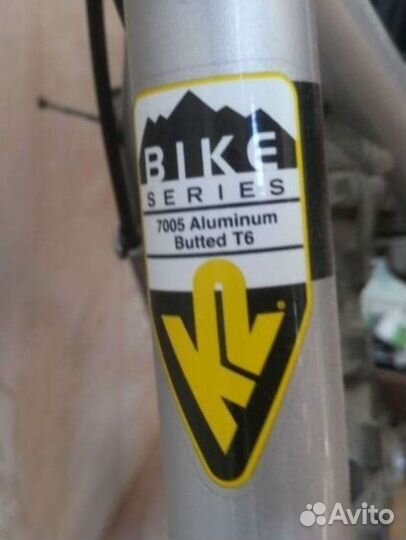 BIKE
SERIES
7005 Aluminum
Butted T6
K2
Avito